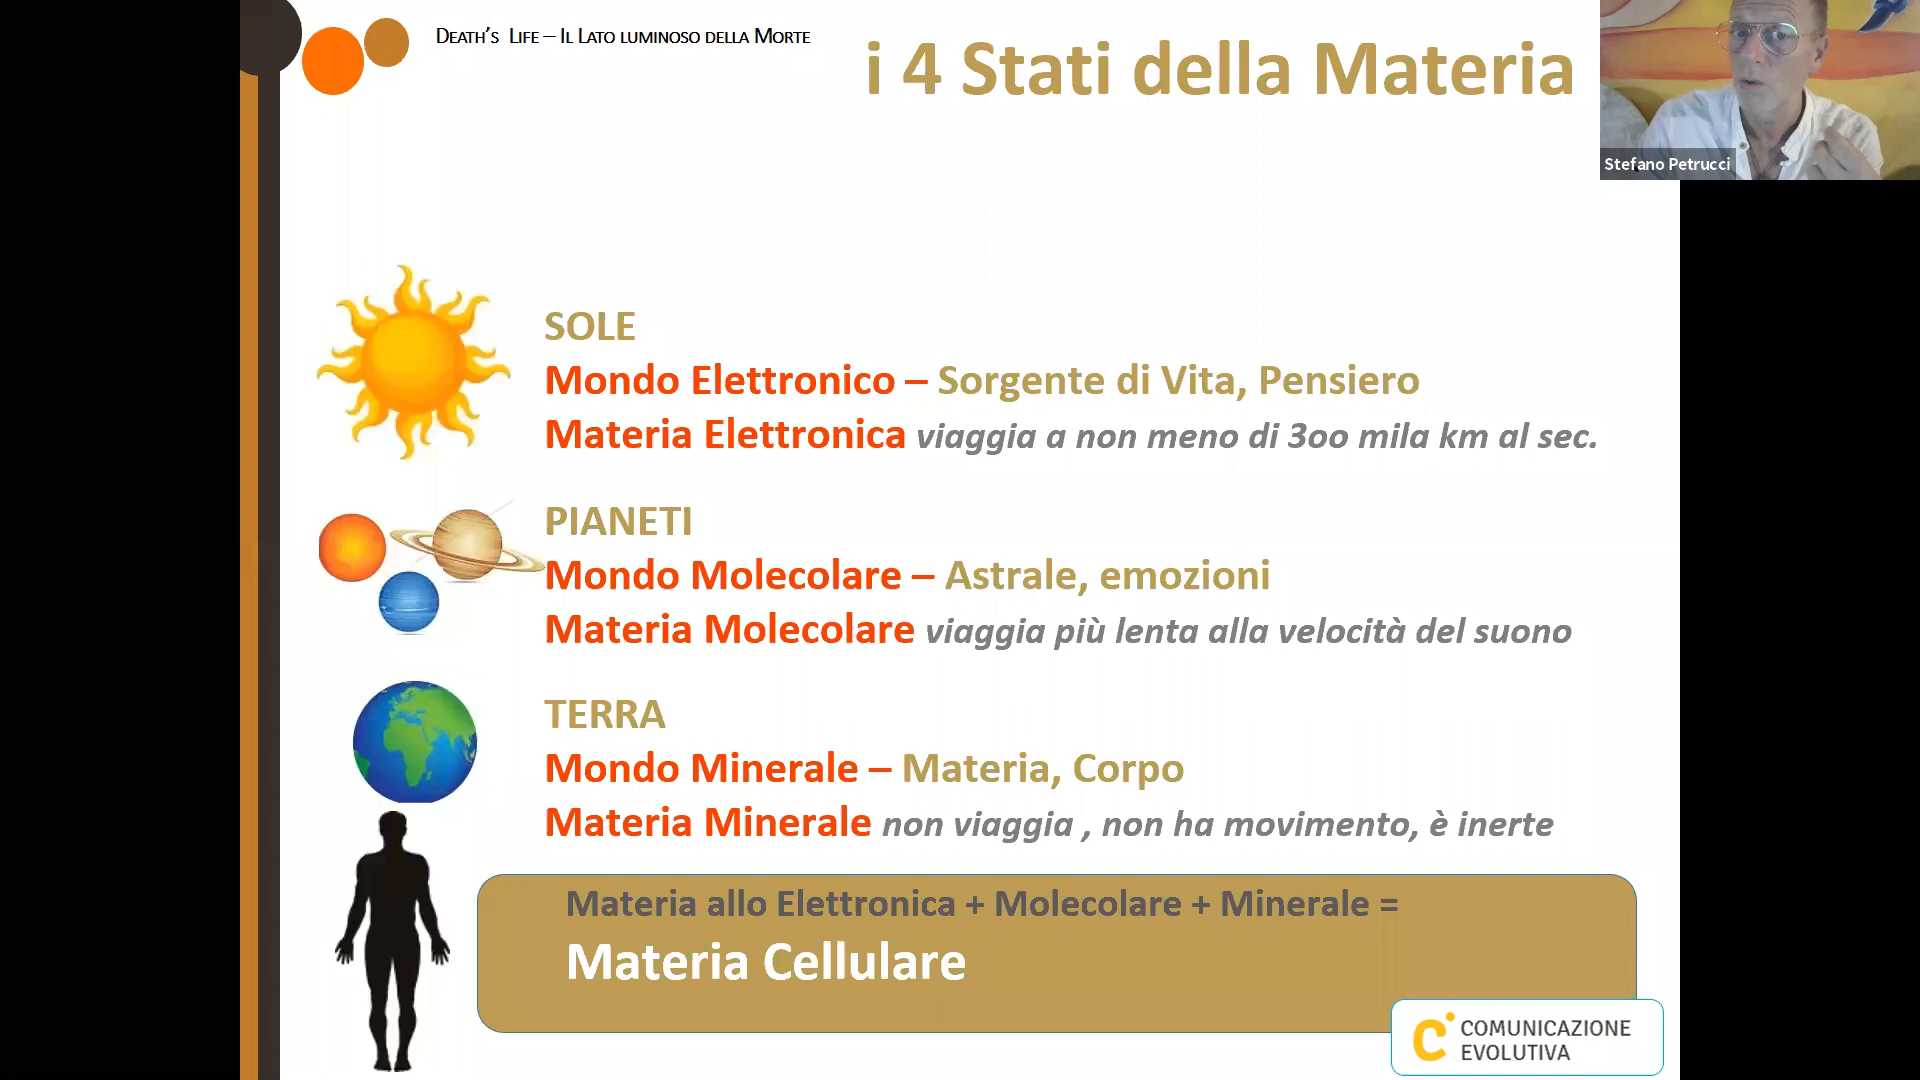 DEATH'S LIFE – IL LATO LUMINOSO DELLA MORTE
i 4 Stati della Materia
Stefano Petrucci
SOLE
Mondo Elettronico – Sorgente di Vita, Pensiero
Materia Elettronica viaggia a non meno di 3oo mila km al sec.
PIANETI
Mondo Molecolare – Astrale, emozioni
Materia Molecolare viaggia più lenta alla velocità del suono
TERRA
Mondo Minerale – Materia, Corpo
Materia Minerale non viaggia , non ha movimento, è inerte
Materia allo Elettronica + Molecolare + Minerale =
Materia Cellulare
COMUNICAZIONE
EVOLUTIVA